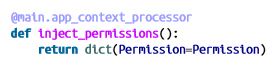 @main.app_context_processor
def inject_permissions():
    return dict(Permission=Permission)